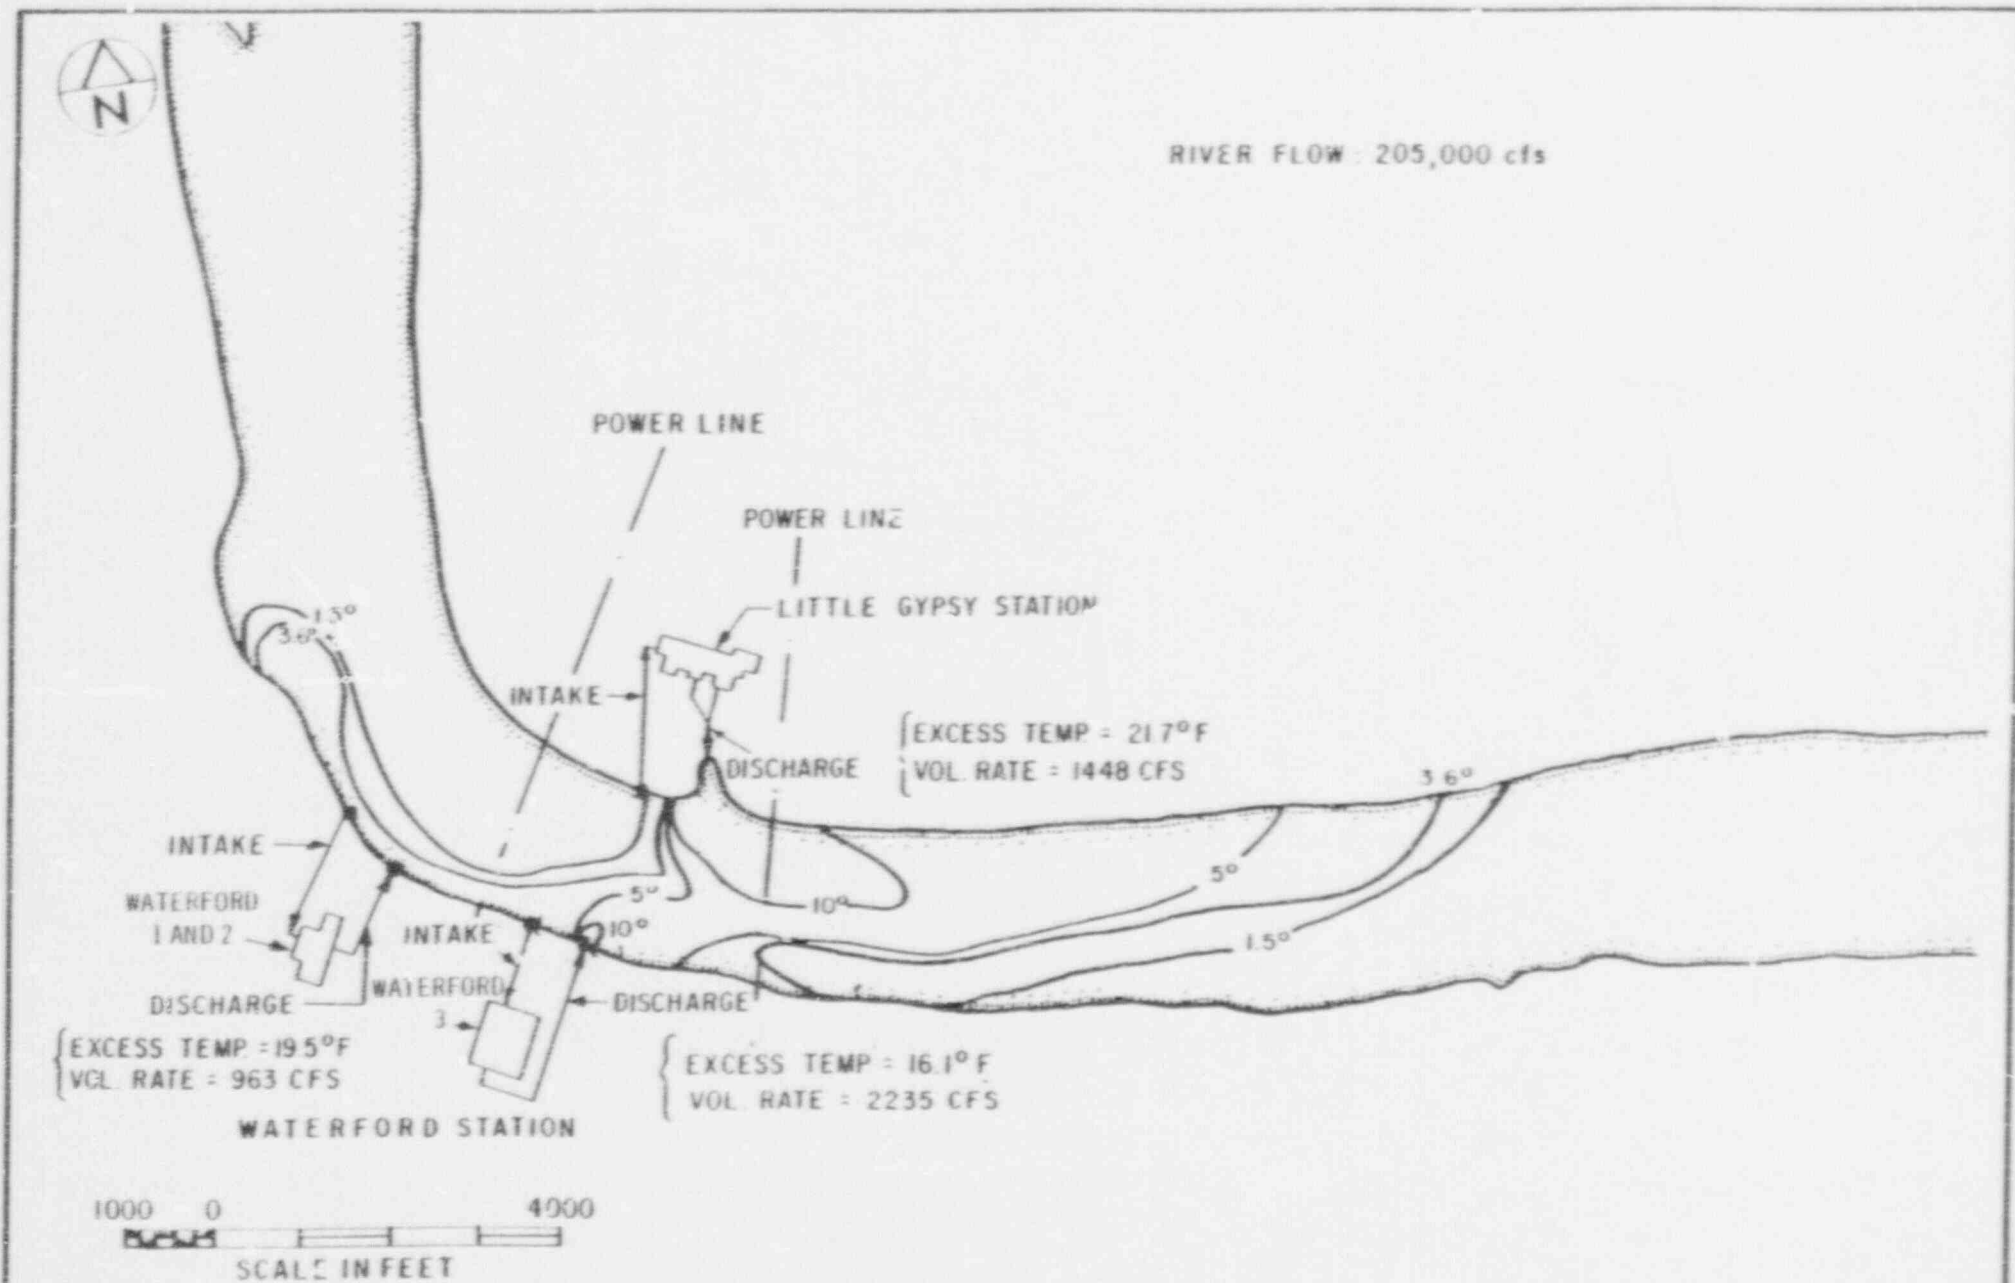 N
RIVER FLOW : 205,000 cfs
POWER LINE
POWER LINE
LITTLE GYPSY STATION
1.5°
3.6°
INTAKE
EXCESS TEMP = 21.7°F
VOL. RATE = 1448 CFS
DISCHARGE
3.6°
INTAKE
5°
5°
WATERFORD
1 AND 2
10°
INTAKE
10°
1.5°
DISCHARGE
WATERFORD
3
DISCHARGE
EXCESS TEMP. = 19.5°F
VOL. RATE = 963 CFS
EXCESS TEMP = 16.1°F
VOL. RATE = 2235 CFS
WATERFORD STATION
1000 0 4000
SCALE IN FEET